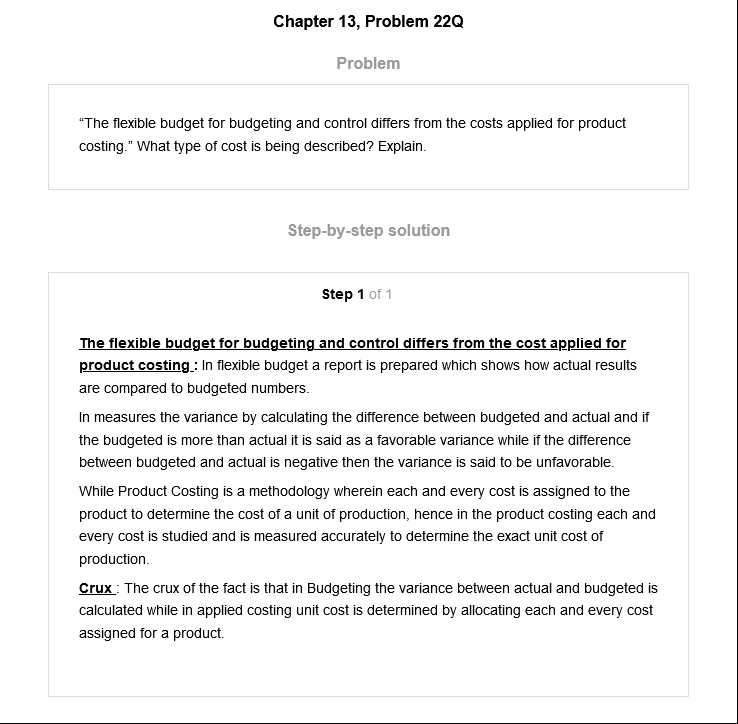 Chapter 13, Problem 22Q
Problem
“The flexible budget for budgeting and control differs from the costs applied for product
costing.” What type of cost is being described? Explain.
Step-by-step solution
Step 1 of 1
The flexible budget for budgeting and control differs from the cost applied for
product costing : In flexible budget a report is prepared which shows how actual results
are compared to budgeted numbers.
In measures the variance by calculating the difference between budgeted and actual and if
the budgeted is more than actual it is said as a favorable variance while if the difference
between budgeted and actual is negative then the variance is said to be unfavorable.
While Product Costing is a methodology wherein each and every cost is assigned to the
product to determine the cost of a unit of production, hence in the product costing each and
every cost is studied and is measured accurately to determine the exact unit cost of
production.
Crux : The crux of the fact is that in Budgeting the variance between actual and budgeted is
calculated while in applied costing unit cost is determined by allocating each and every cost
assigned for a product.